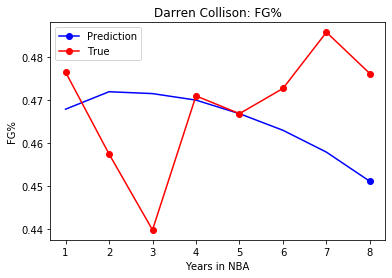 Darren Collison: FG%
Prediction
True
0.48
0.47
0.46
0.45
0.44
FG%
1 2 3 4 5 6 7 8
Years in NBA